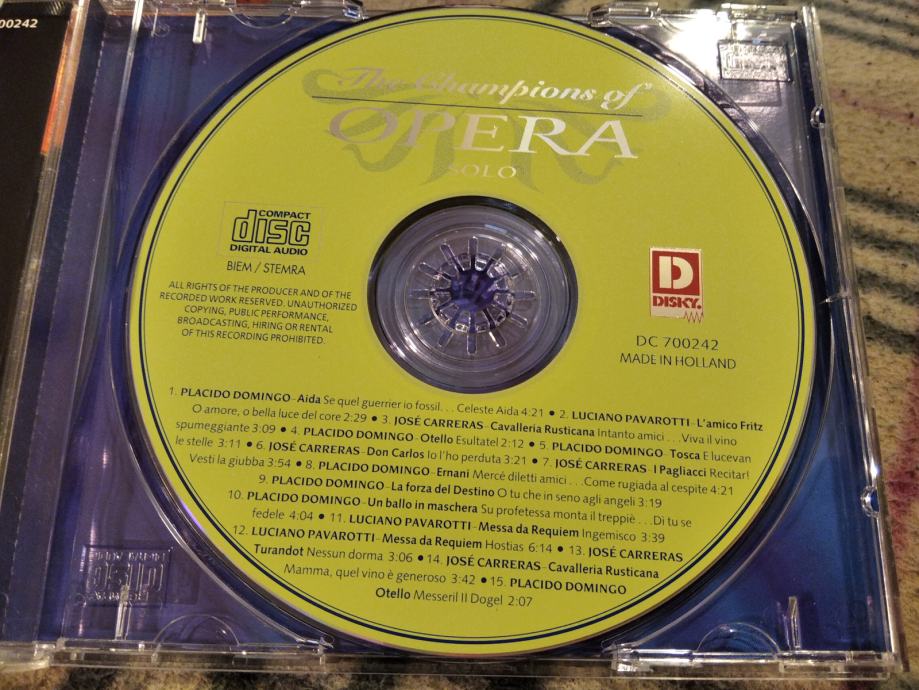 00242
The Champions of
OPERA
SOLO
COMPACT
disc
DIGITAL AUDIO
BIEM / STEMRA
ALL RIGHTS OF THE PRODUCER AND OF THE
RECORDED WORK RESERVED. UNAUTHORIZED
COPYING, PUBLIC PERFORMANCE,
BROADCASTING, HIRING OR RENTAL
OF THIS RECORDING PROHIBITED.
D
DISKY.
DC 700242
MADE IN HOLLAND
1. PLACIDO DOMINGO–Aida Se quel guerrier io fossil. . . Celeste Aida 4:21 • 2. LUCIANO PAVAROTTI–L'amico Fritz
O amore, o bella luce del core 2:29 • 3. JOSÉ CARRERAS–Cavalleria Rusticana Intanto amici . . .Viva il vino
spumeggiante 3:09 • 4. PLACIDO DOMINGO–Otello Esultatel 2:12 • 5. PLACIDO DOMINGO–Tosca E lucevan
le stelle 3:11 • 6. JOSÉ CARRERAS–Don Carlos Io l'ho perduta 3:21 • 7. JOSÉ CARRERAS–I Pagliacci Recitar!
Vesti la giubba 3:54 • 8. PLACIDO DOMINGO–Ernani Mercé diletti amici . . .Come rugiada al cespite 4:21
9. PLACIDO DOMINGO–La forza del Destino O tu che in seno agli angeli 3:19
10. PLACIDO DOMINGO–Un ballo in maschera Su profetessa monta il treppiè . . .Di tu se
fedele 4:04 • 11. LUCIANO PAVAROTTI–Messa da Requiem Ingemisco 3:39
12. LUCIANO PAVAROTTI–Messa da Requiem Hostias 6:14 • 13. JOSÉ CARRERAS
Turandot Nessun dorma 3:06 • 14. JOSÉ CARRERAS–Cavalleria Rusticana
Mamma, quel vino è generoso 3:42 • 15. PLACIDO DOMINGO
Otello Messeril II Dogel 2:07